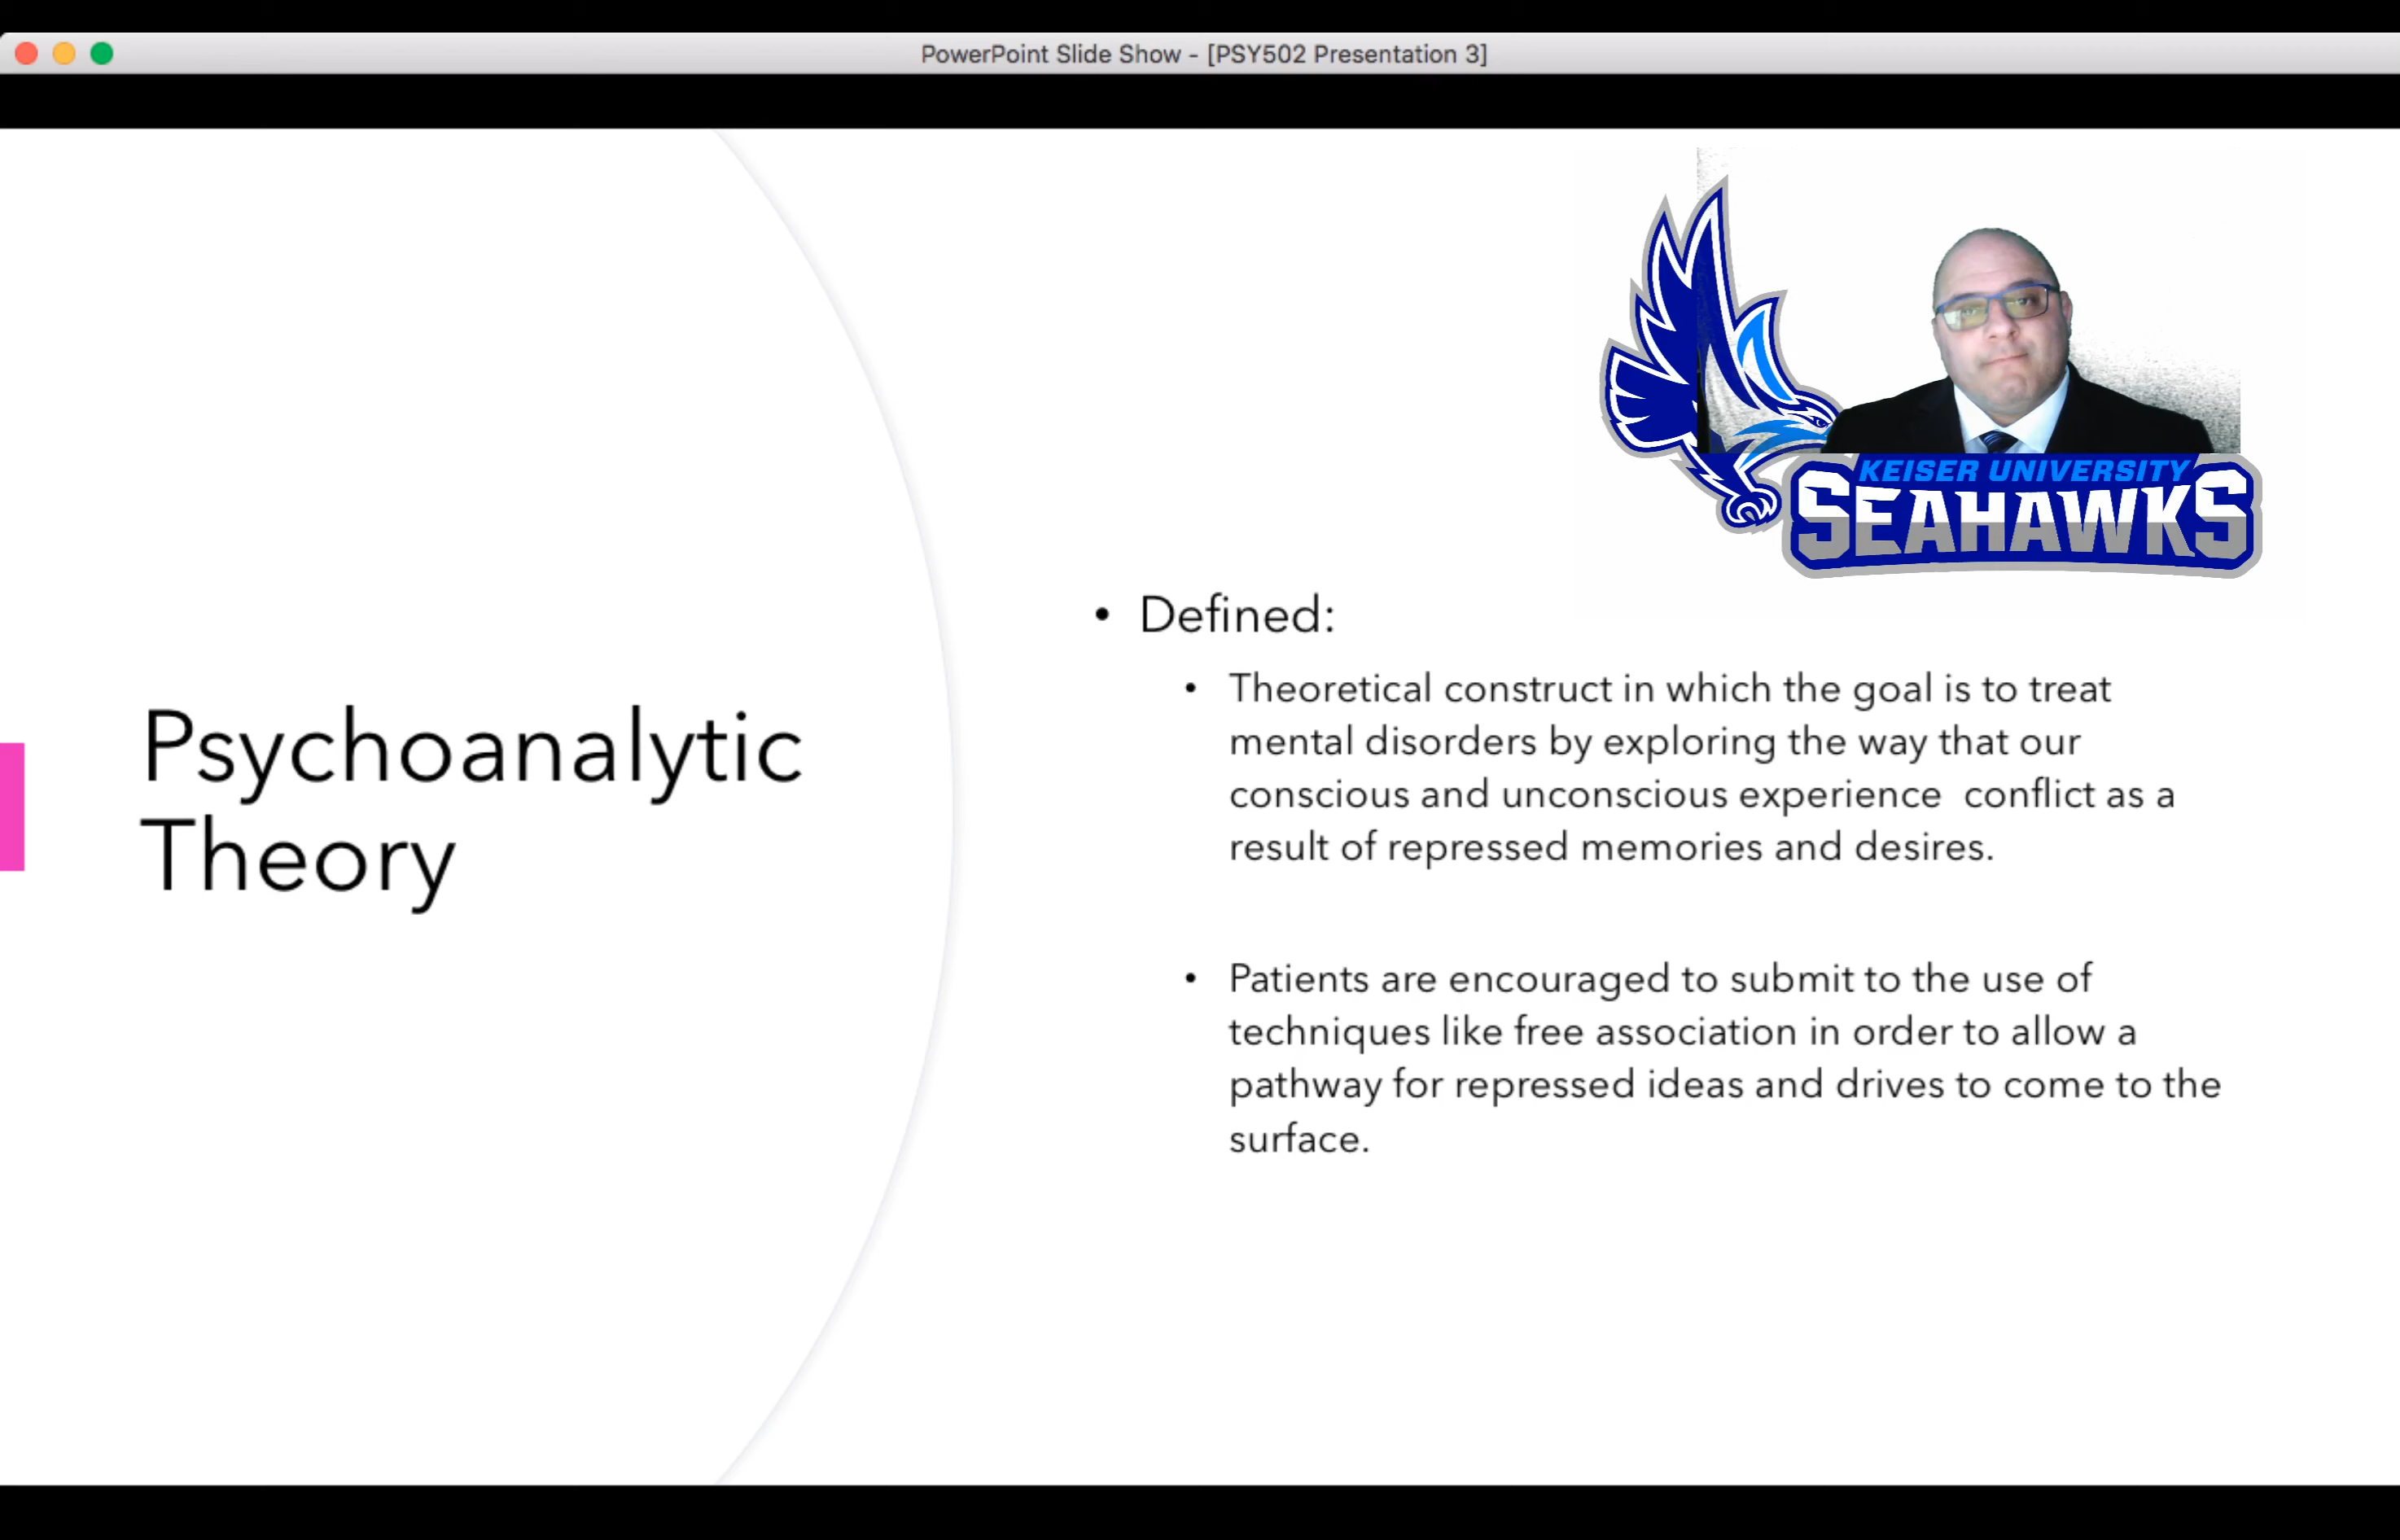 PowerPoint Slide Show - [PSY502 Presentation 3]
KEISER UNIVERSITY
SEAHAWKS
Psychoanalytic
Theory
• Defined:
• Theoretical construct in which the goal is to treat
mental disorders by exploring the way that our
conscious and unconscious experience  conflict as a
result of repressed memories and desires.
• Patients are encouraged to submit to the use of
techniques like free association in order to allow a
pathway for repressed ideas and drives to come to the
surface.